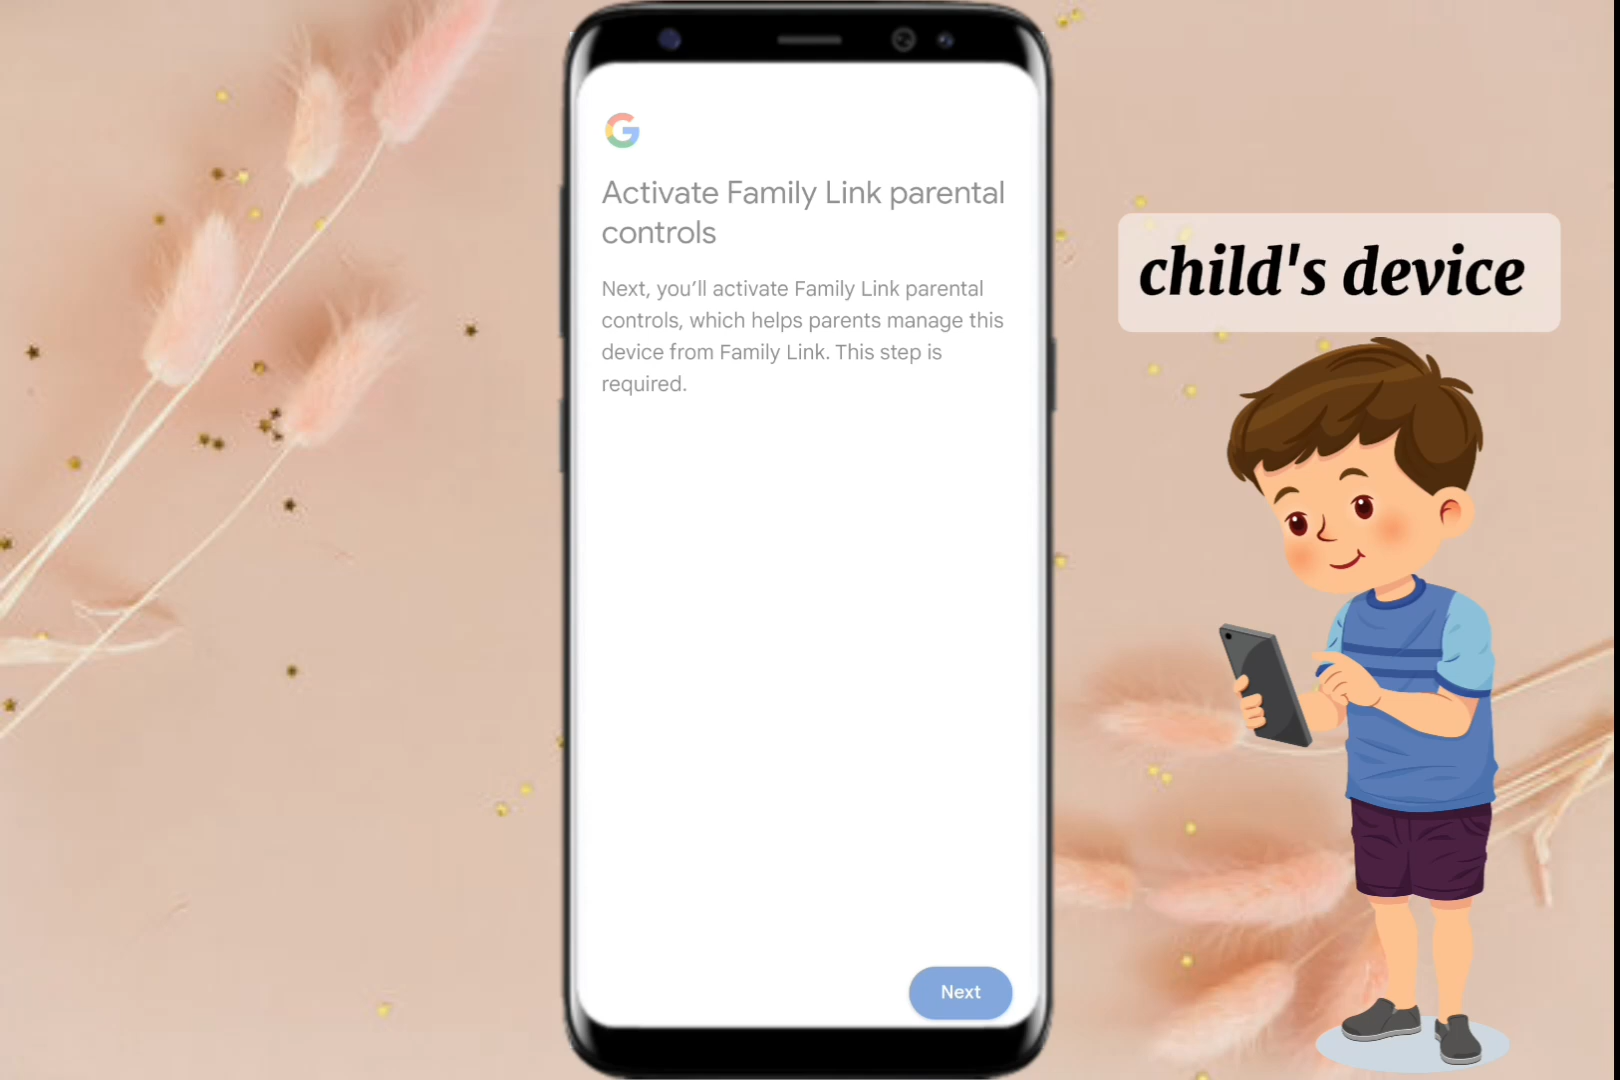 Activate Family Link parental
controls
Next, you’ll activate Family Link parental
controls, which helps parents manage this
device from Family Link. This step is
required.
Next
child's device